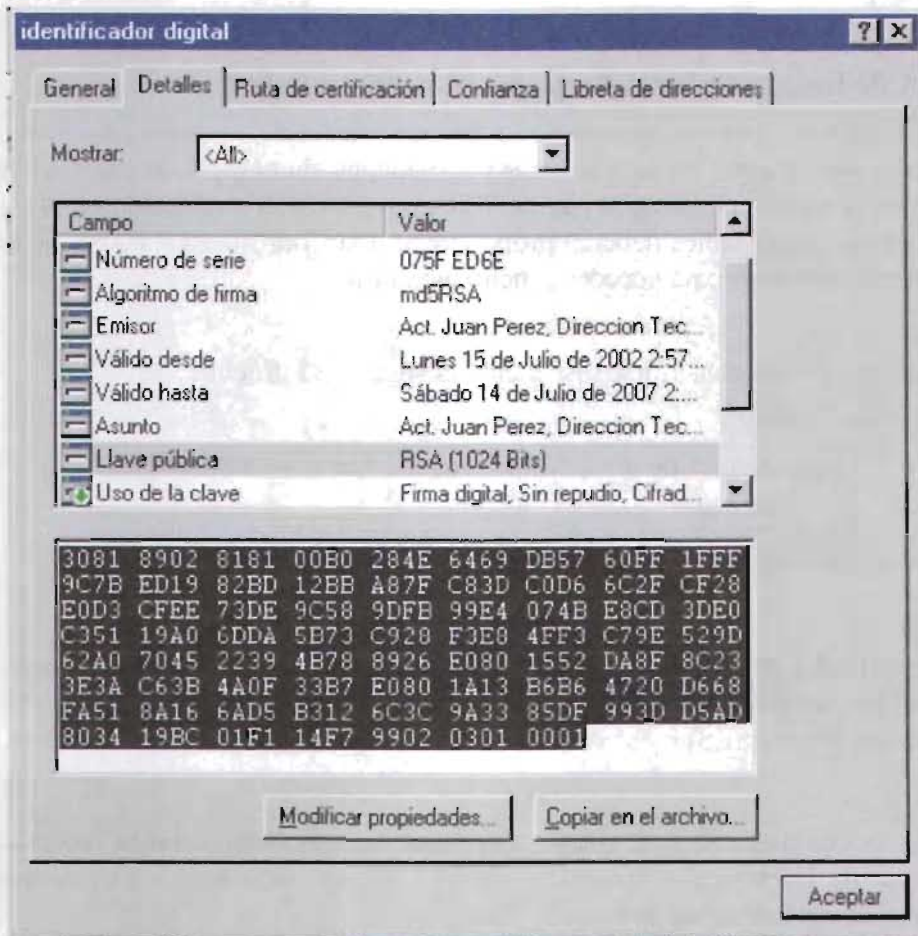 identificador digital
General Detalles Ruta de certificación Confianza Libreta de direcciones
Mostrar: <All>
Campo Valor
Número de serie 075F ED6E
Algoritmo de firma md5RSA
Emisor Act. Juan Perez, Direccion Tec...
Válido desde Lunes 15 de Julio de 2002 2:57...
Válido hasta Sábado 14 de Julio de 2007 2:...
Asunto Act. Juan Perez, Direccion Tec...
Llave pública RSA (1024 Bits)
Uso de la clave Firma digital, Sin repudio, Cifrad...
3081 8902 8181 00B0 284E 6469 DB57 60FF 1FFF
9C7B ED19 82BD 12BB A87F C83D C0D6 6C2F CF28
E0D3 CFEE 73DE 9C58 9DFB 99E4 074B E8CD 3DE0
C351 19A0 6DDA 5B73 C928 F3E8 4FF3 C79E 529D
62A0 7045 2239 4B78 8926 E080 1552 DA8F 8C23
3E3A C63B 4A0F 33B7 E080 1A13 B6B6 4720 D668
FA51 8A16 6AD5 B312 6C3C 9A33 85DF 993D D5AD
8034 19BC 01F1 14F7 9902 0301 0001
Modificar propiedades... Copiar en el archivo...
Aceptar